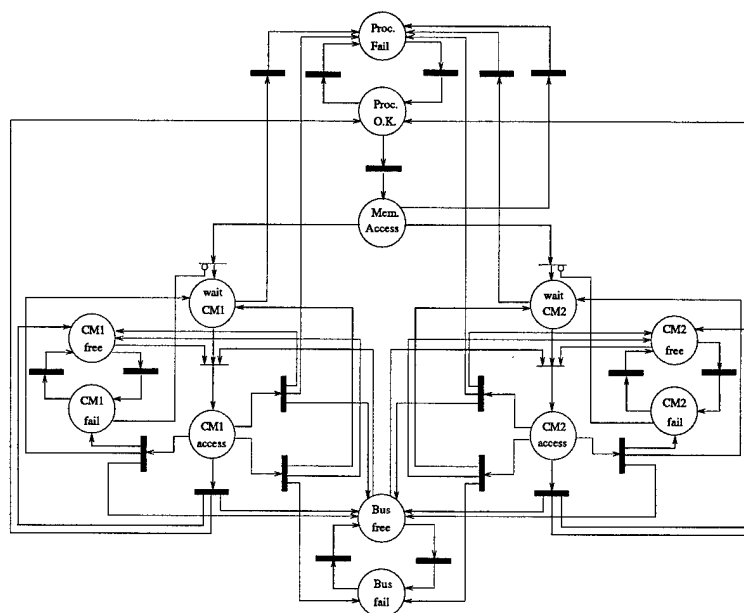 Proc.
Fail
Proc.
O.K.
Mem.
Access
wait
CM1
wait
CM2
CM1
free
CM2
free
CM1
fail
CM2
fail
CM1
access
CM2
access
Bus
free
Bus
fail